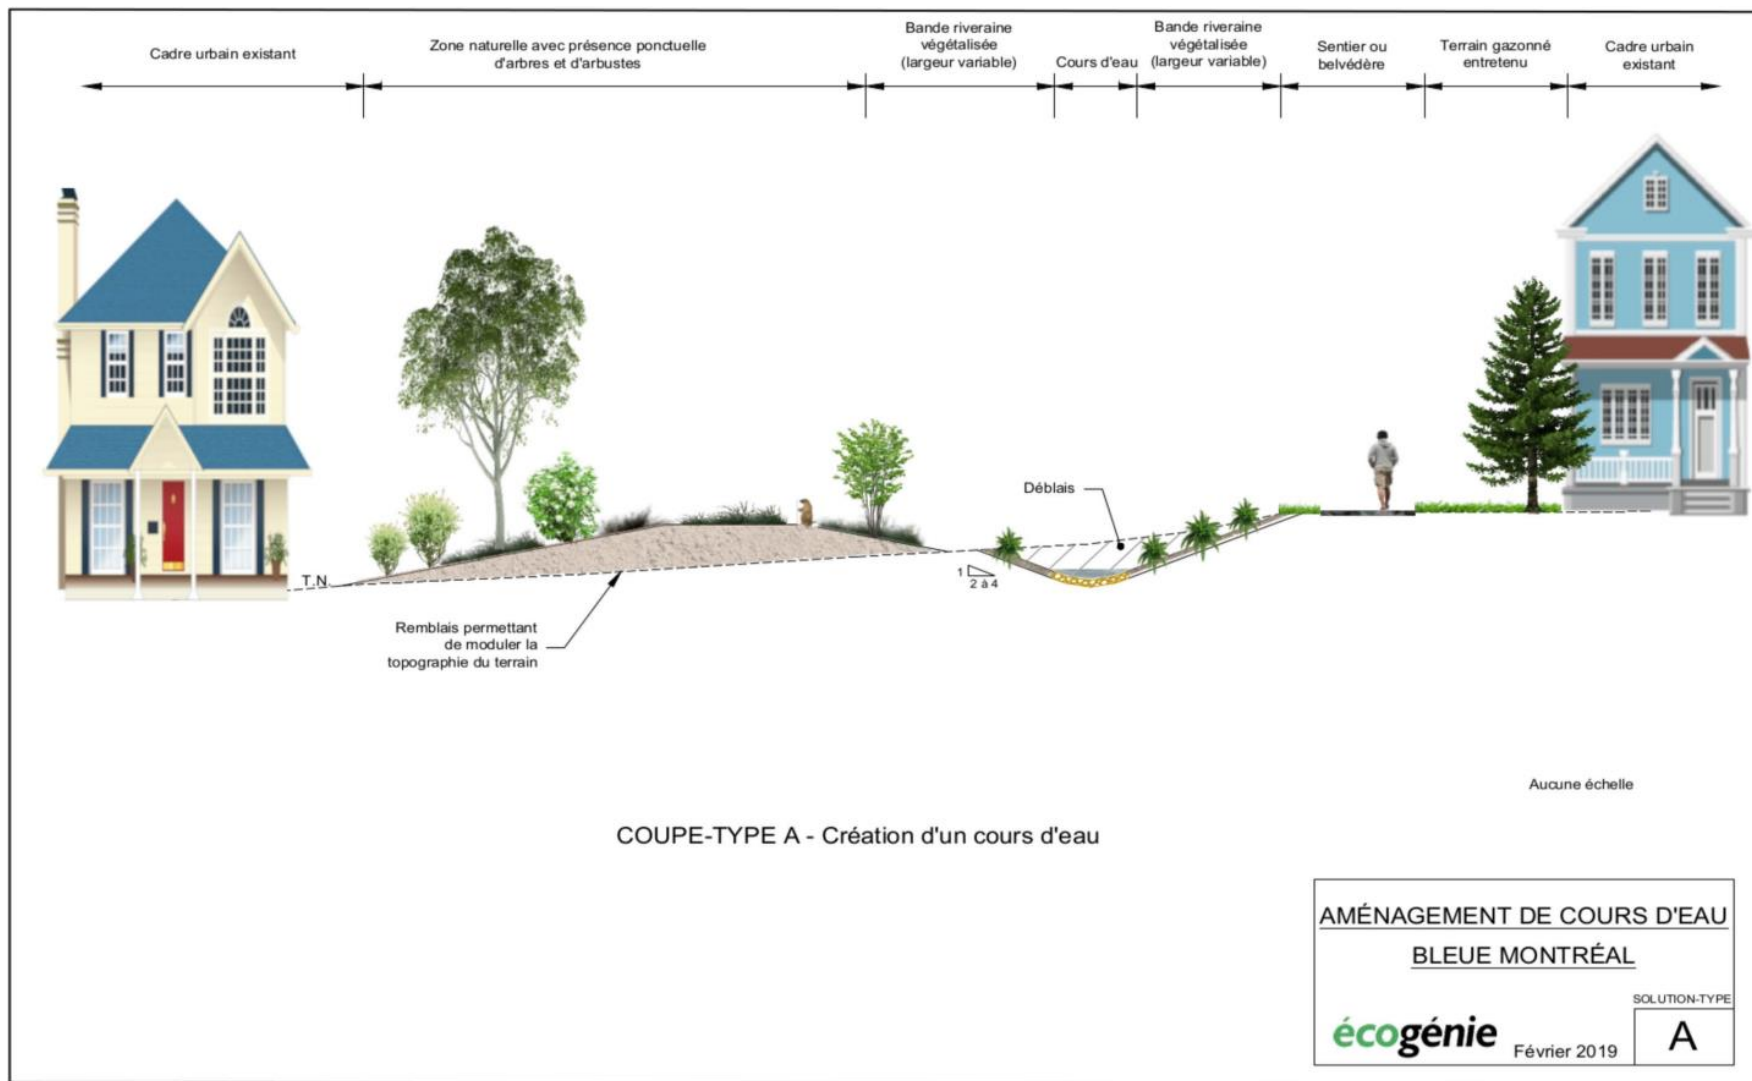 Cadre urbain existant
Zone naturelle avec présence ponctuelle
d'arbres et d'arbustes
Bande riveraine
végétalisée
(largeur variable)
Cours d'eau
Bande riveraine
végétalisée
(largeur variable)
Sentier ou
belvédère
Terrain gazonné
entretenu
Cadre urbain
existant
Déblais
T.N.
1
2 à 4
Remblais permettant
de moduler la
topographie du terrain
Aucune échelle
COUPE-TYPE A - Création d'un cours d'eau
AMÉNAGEMENT DE COURS D'EAU
BLEUE MONTRÉAL
SOLUTION-TYPE
écogénie
Février 2019
A